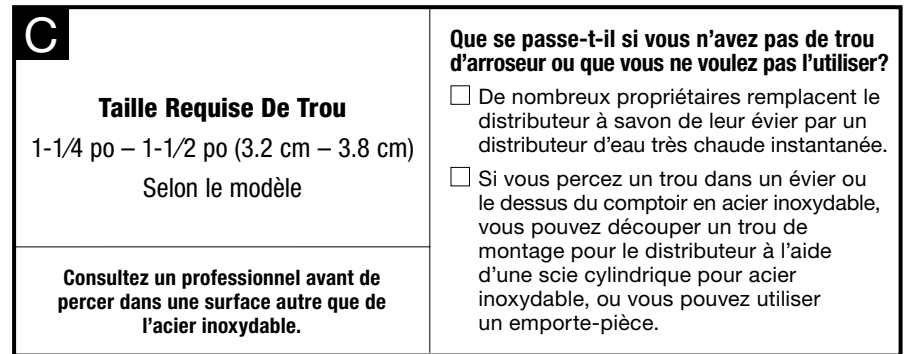 C
Taille Requise De Trou
1-1/4 po – 1-1/2 po (3.2 cm – 3.8 cm)
Selon le modèle
Consultez un professionnel avant de
percer dans une surface autre que de
l’acier inoxydable.
Que se passe-t-il si vous n’avez pas de trou
d’arroseur ou que vous ne voulez pas l’utiliser?
De nombreux propriétaires remplacent le
distributeur à savon de leur évier par un
distributeur d’eau très chaude instantanée.
Si vous percez un trou dans un évier ou
le dessus du comptoir en acier inoxydable,
vous pouvez découper un trou de
montage pour le distributeur à l’aide
d’une scie cylindrique pour acier
inoxydable, ou vous pouvez utiliser
un emporte-pièce.